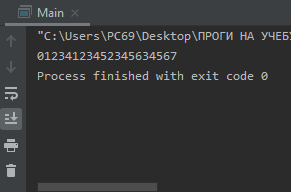 Main
"C:\Users\PC69\Desktop\ПРОГИ НА УЧЕБ
01234123452345634567
Process finished with exit code 0